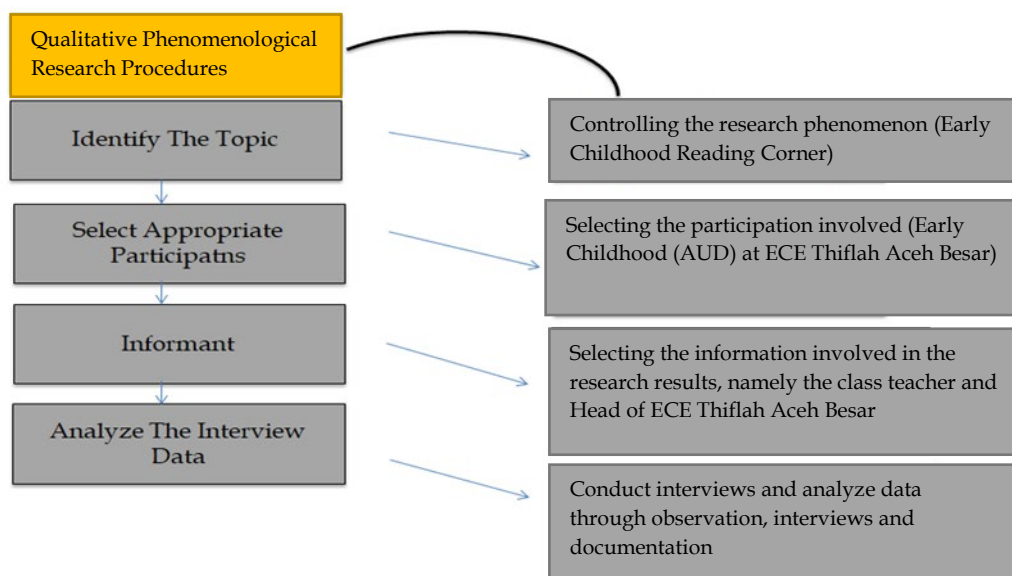 Qualitative Phenomenological
Research Procedures
Identify The Topic
Controlling the research phenomenon (Early
Childhood Reading Corner)
Select Appropriate
Participatns
Selecting the participation involved (Early
Childhood (AUD) at ECE Thiflah Aceh Besar)
Informant
Selecting the information involved in the
research results, namely the class teacher and
Head of ECE Thiflah Aceh Besar
Analyze The Interview
Data
Conduct interviews and analyze data
through observation, interviews and
documentation